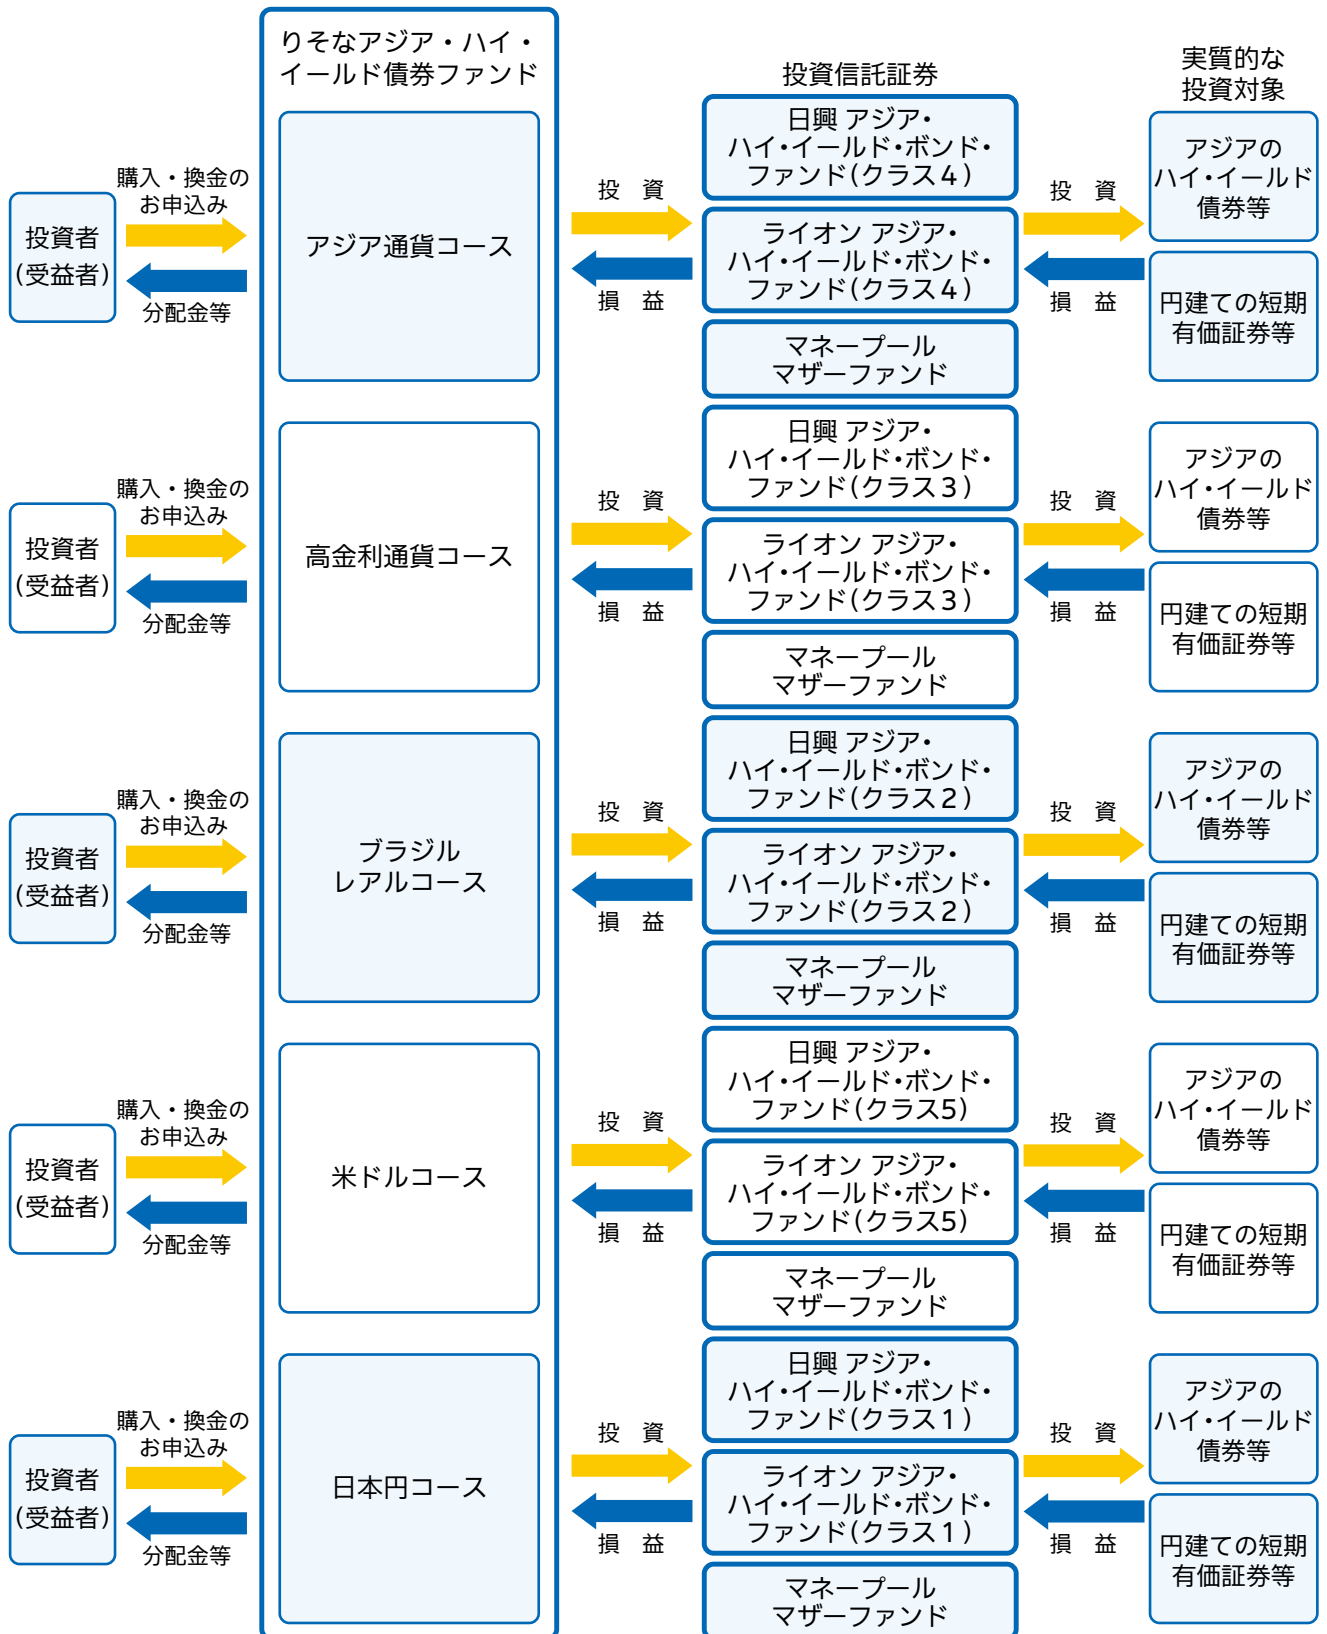 りそなアジア・ハイ・
イールド債券ファンド
投資信託証券
実質的な
投資対象
投資者
(受益者)
購入・換金の
お申込み
分配金等
アジア通貨コース
投 資
損 益
日興 アジア・
ハイ・イールド・ボンド・
ファンド(クラス４)
ライオン アジア・
ハイ・イールド・ボンド・
ファンド(クラス４)
マネープール
マザーファンド
投 資
損 益
アジアの
ハイ・イールド
債券等
円建ての短期
有価証券等
投資者
(受益者)
購入・換金の
お申込み
分配金等
高金利通貨コース
投 資
損 益
日興 アジア・
ハイ・イールド・ボンド・
ファンド(クラス３)
ライオン アジア・
ハイ・イールド・ボンド・
ファンド(クラス３)
マネープール
マザーファンド
投 資
損 益
アジアの
ハイ・イールド
債券等
円建ての短期
有価証券等
投資者
(受益者)
購入・換金の
お申込み
分配金等
ブラジル
レアルコース
投 資
損 益
日興 アジア・
ハイ・イールド・ボンド・
ファンド(クラス２)
ライオン アジア・
ハイ・イールド・ボンド・
ファンド(クラス２)
マネープール
マザーファンド
投 資
損 益
アジアの
ハイ・イールド
債券等
円建ての短期
有価証券等
投資者
(受益者)
購入・換金の
お申込み
分配金等
米ドルコース
投 資
損 益
日興 アジア・
ハイ・イールド・ボンド・
ファンド(クラス5)
ライオン アジア・
ハイ・イールド・ボンド・
ファンド(クラス5)
マネープール
マザーファンド
投 資
損 益
アジアの
ハイ・イールド
債券等
円建ての短期
有価証券等
投資者
(受益者)
購入・換金の
お申込み
分配金等
日本円コース
投 資
損 益
日興 アジア・
ハイ・イールド・ボンド・
ファンド(クラス１)
ライオン アジア・
ハイ・イールド・ボンド・
ファンド(クラス１)
マネープール
マザーファンド
投 資
損 益
アジアの
ハイ・イールド
債券等
円建ての短期
有価証券等